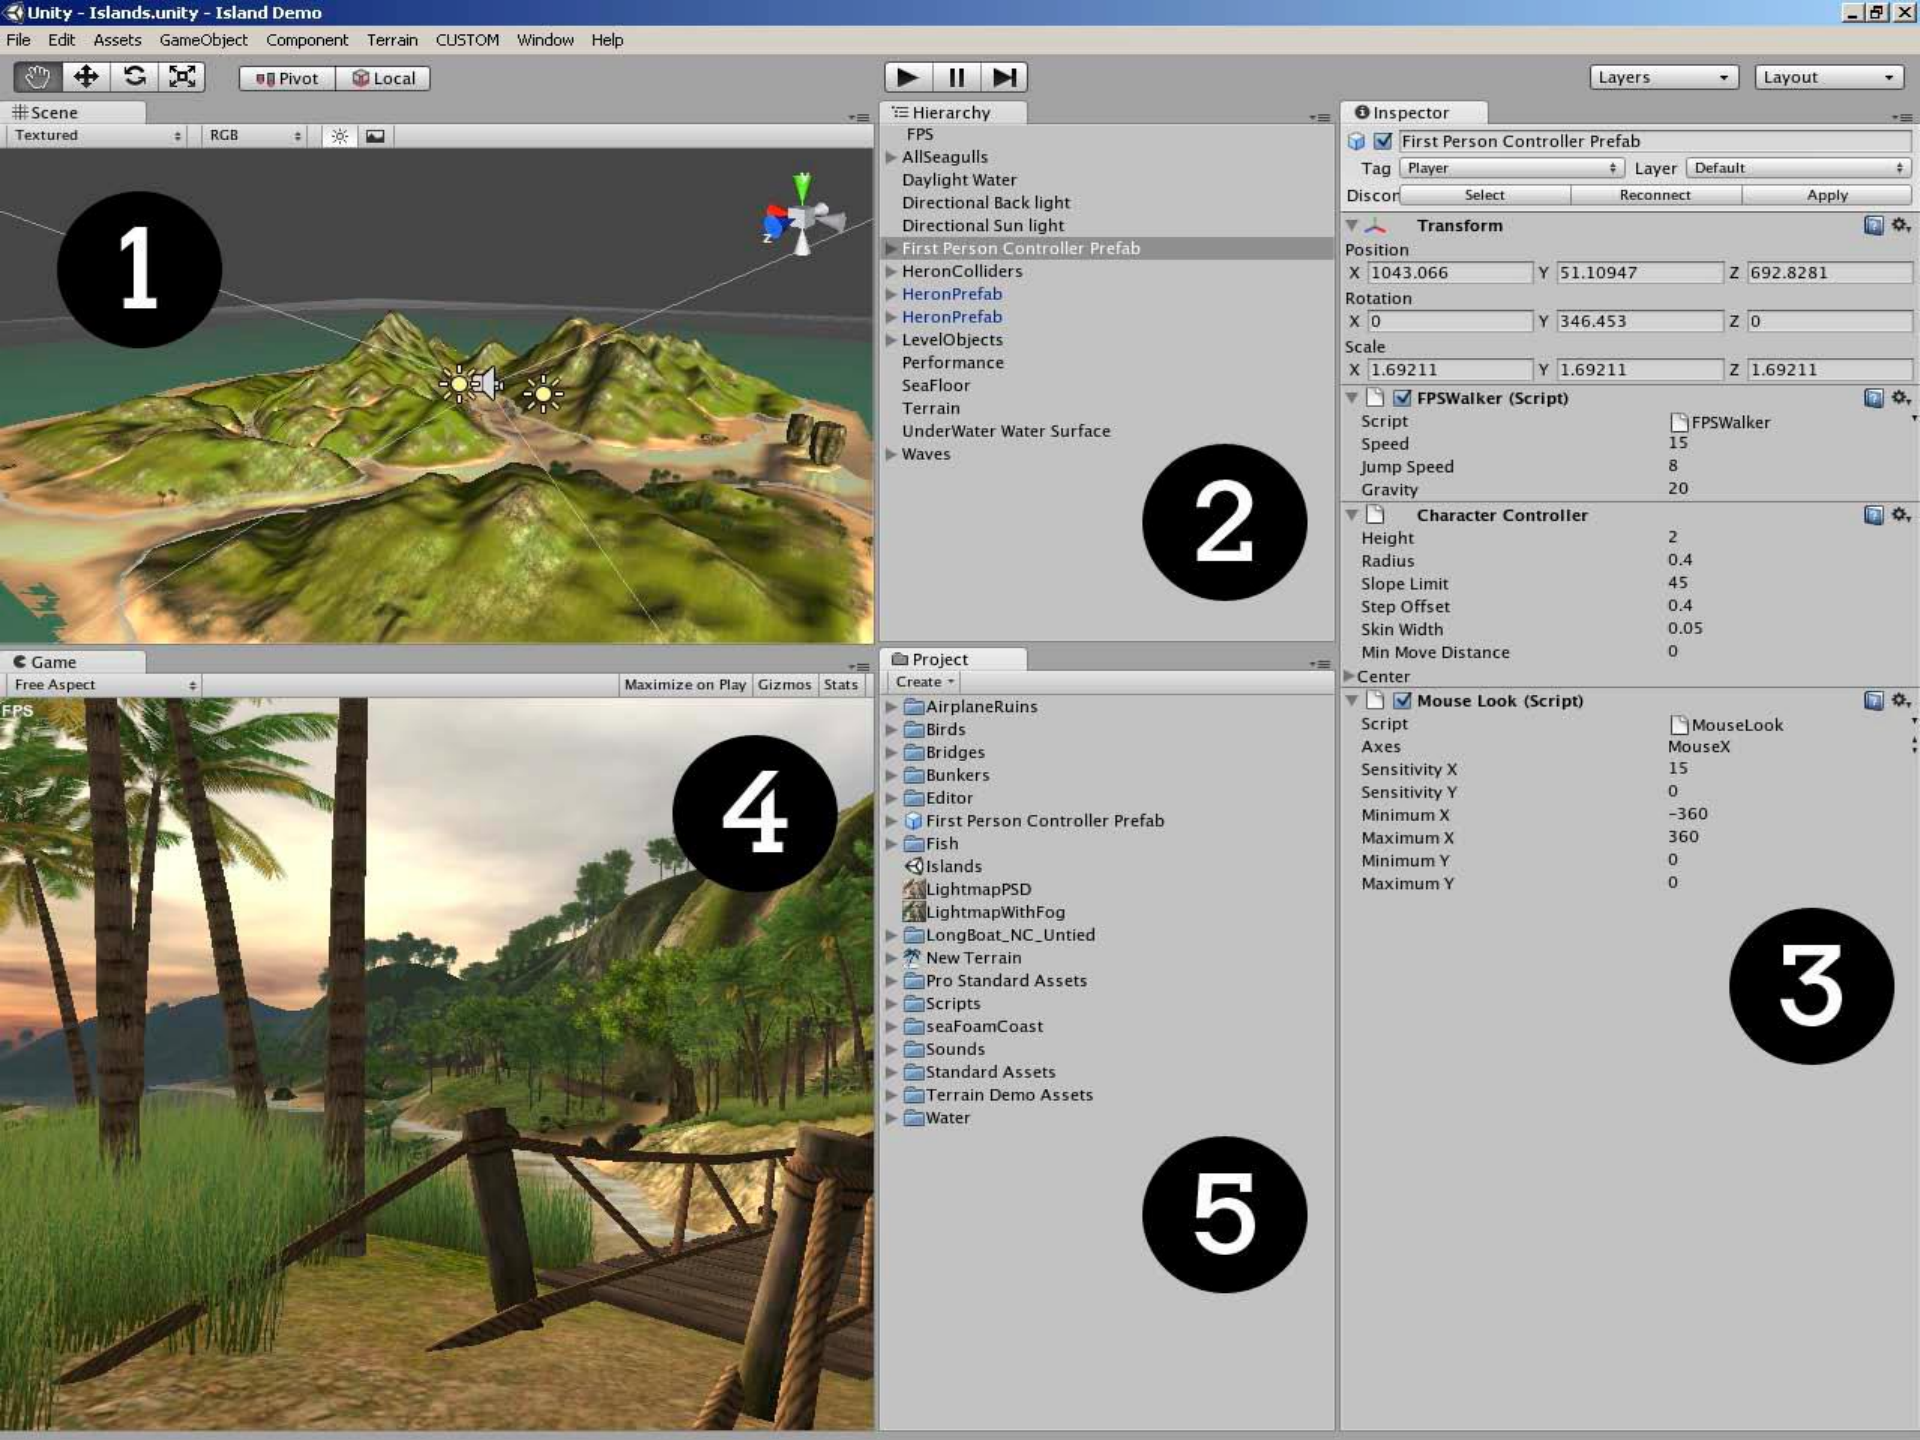 Unity - Islands.unity - Island Demo
File Edit Assets GameObject Component Terrain CUSTOM Window Help
Pivot Local
Layers Layout
Scene
Textured RGB
1
Y
Z
Hierarchy
FPS
AllSeagulls
Daylight Water
Directional Back light
Directional Sun light
First Person Controller Prefab
HeronColliders
HeronPrefab
HeronPrefab
LevelObjects
Performance
SeaFloor
Terrain
UnderWater Water Surface
Waves
2
Inspector
First Person Controller Prefab
Tag Player Layer Default
Discor Select Reconnect Apply
Transform
Position
X 1043.066 Y 51.10947 Z 692.8281
Rotation
X 0 Y 346.453 Z 0
Scale
X 1.69211 Y 1.69211 Z 1.69211
FPSWalker (Script)
Script FPSWalker
Speed 15
Jump Speed 8
Gravity 20
Character Controller
Height 2
Radius 0.4
Slope Limit 45
Step Offset 0.4
Skin Width 0.05
Min Move Distance 0
Center
Mouse Look (Script)
Script MouseLook
Axes MouseX
Sensitivity X 15
Sensitivity Y 0
Minimum X -360
Maximum X 360
Minimum Y 0
Maximum Y 0
3
Game
Free Aspect Maximize on Play Gizmos Stats
FPS
4
Project
Create
AirplaneRuins
Birds
Bridges
Bunkers
Editor
First Person Controller Prefab
Fish
Islands
LightmapPSD
LightmapWithFog
LongBoat_NC_Untied
New Terrain
Pro Standard Assets
Scripts
seaFoamCoast
Sounds
Standard Assets
Terrain Demo Assets
Water
5